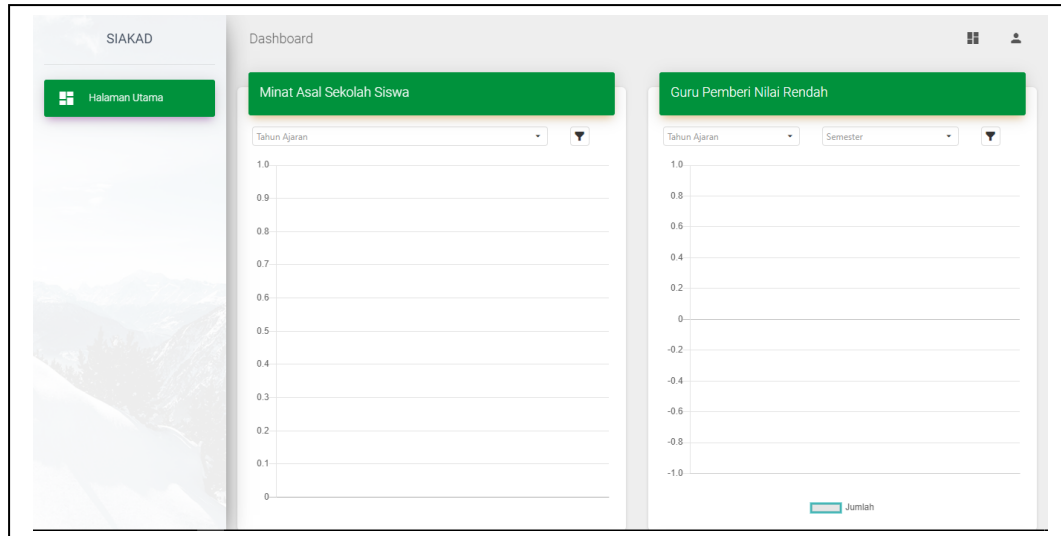 SIAKAD
Dashboard
Halaman Utama
Minat Asal Sekolah Siswa
Tahun Ajaran
1.0
0.9
0.8
0.7
0.6
0.5
0.4
0.3
0.2
0.1
0
Guru Pemberi Nilai Rendah
Tahun Ajaran
Semester
1.0
0.8
0.6
0.4
0.2
0
-0.2
-0.4
-0.6
-0.8
-1.0
Jumlah